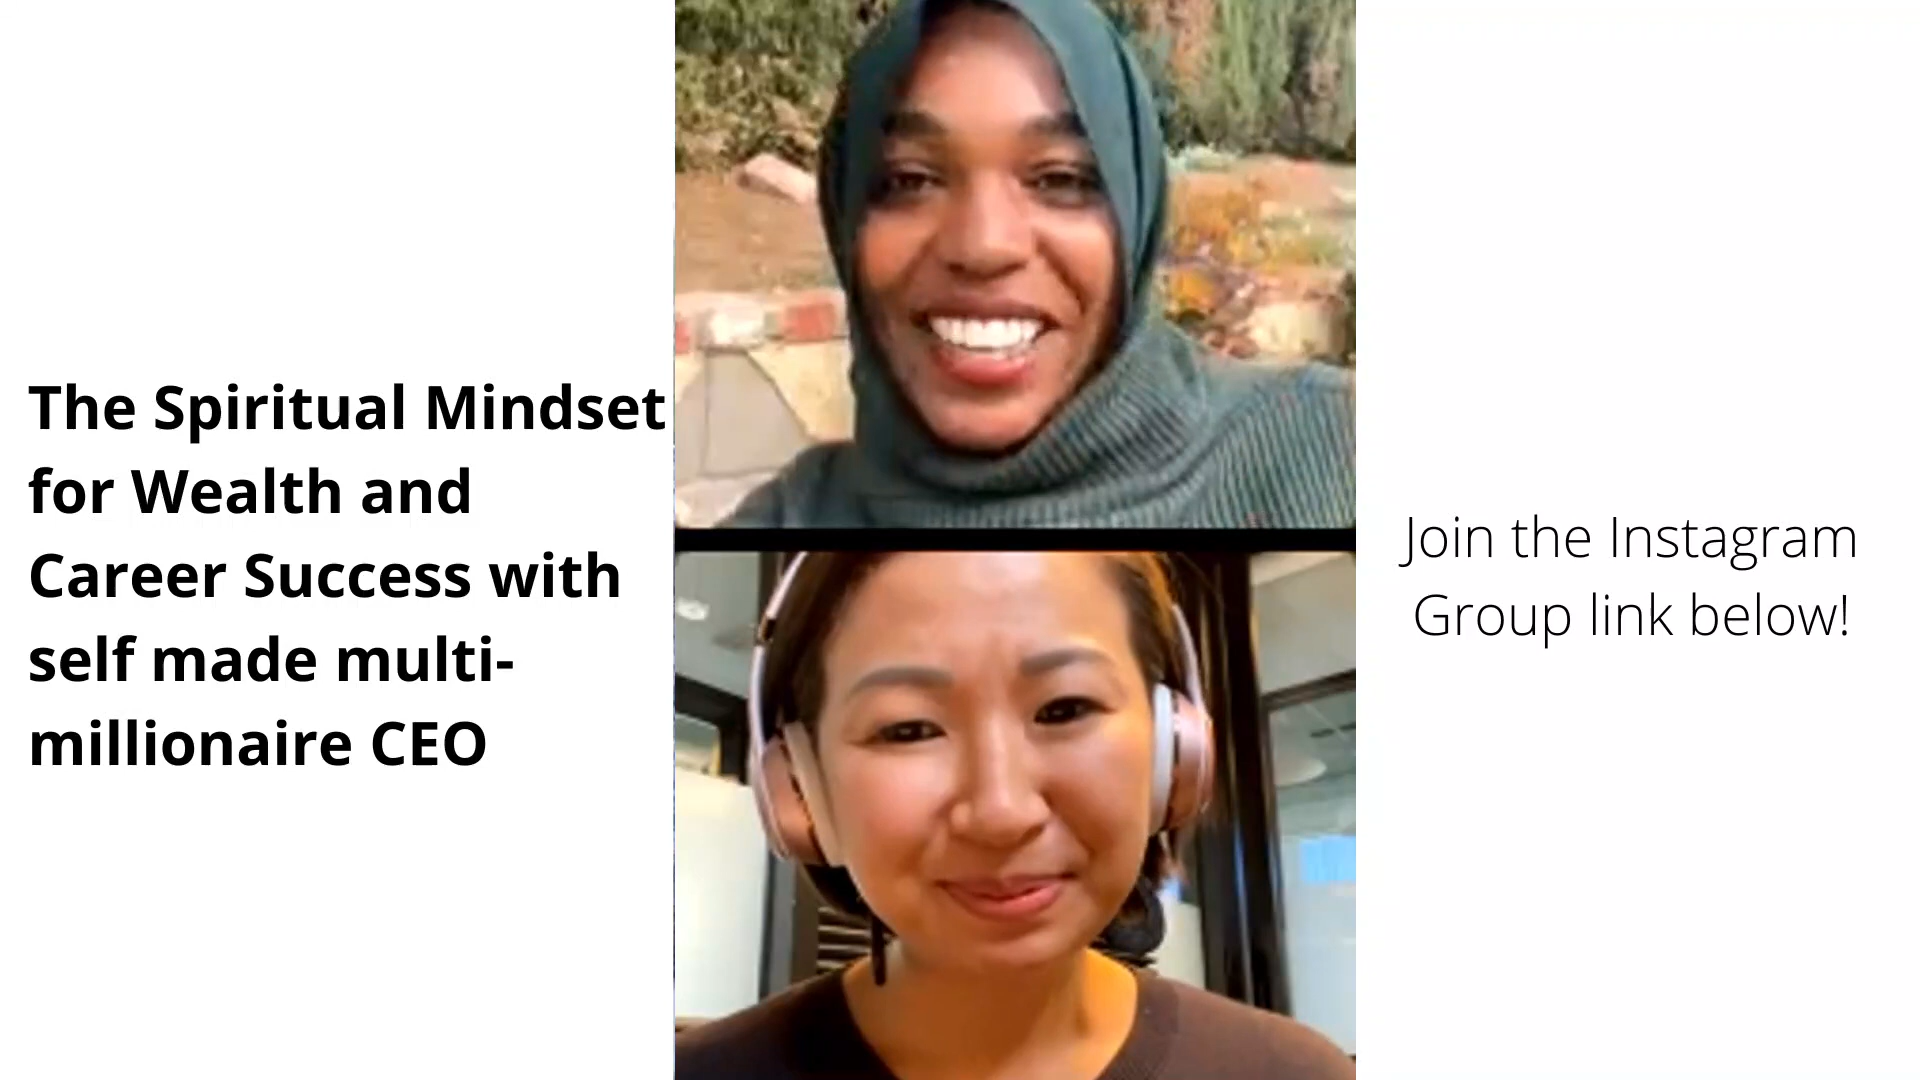 The Spiritual Mindset
for Wealth and
Career Success with
self made multi-
millionaire CEO
Join the Instagram
Group link below!